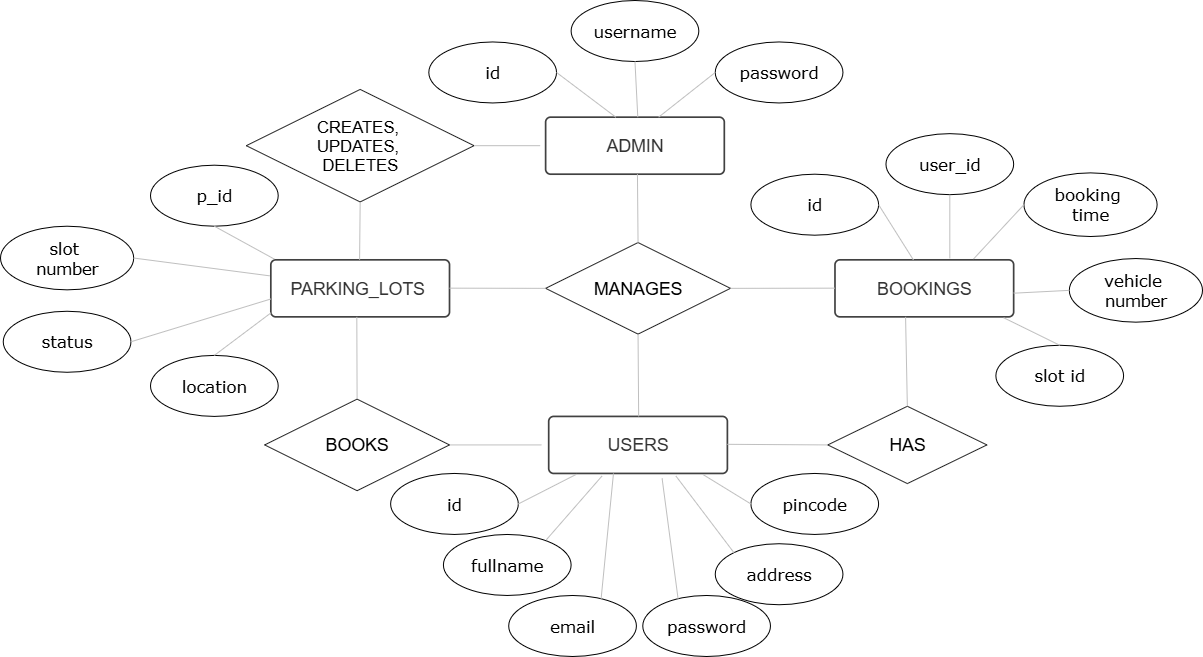 username
id
password
CREATES,
UPDATES,
DELETES
ADMIN
user_id
p_id
id
booking
time
slot
number
PARKING_LOTS
MANAGES
BOOKINGS
vehicle
number
status
location
slot id
BOOKS
USERS
HAS
id
pincode
fullname
address
email
password